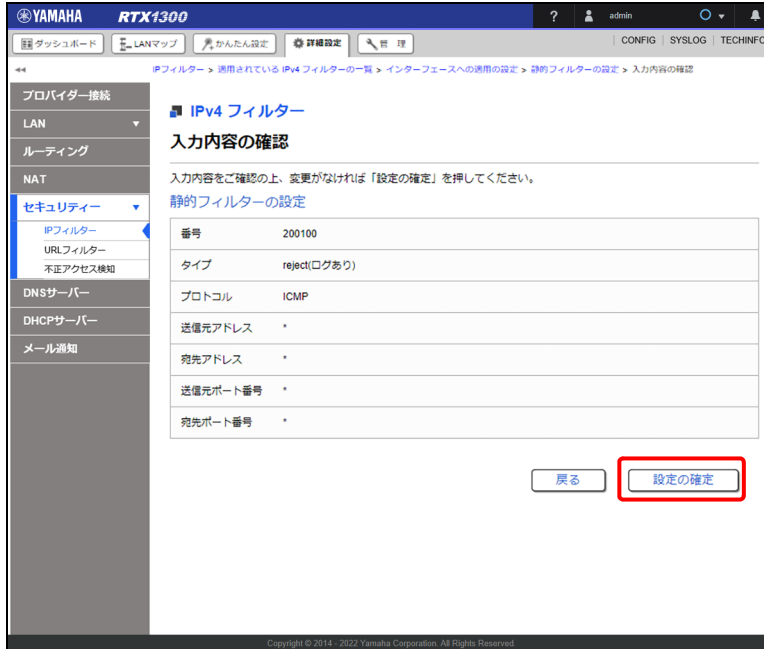 YAMAHA RTX1300 ? admin
ダッシュボード LANマップ かんたん設定 詳細設定 管 理 CONFIG SYSLOG TECHINFO
IPフィルター > 適用されている IPv4 フィルターの一覧 > インターフェースへの適用の設定 > 静的フィルターの設定 > 入力内容の確認
プロバイダー接続
LAN
ルーティング
NAT
セキュリティー
IPフィルター
URLフィルター
不正アクセス検知
DNSサーバー
DHCPサーバー
メール通知
IPv4 フィルター
入力内容の確認
入力内容をご確認の上、変更がなければ「設定の確定」を押してください。
静的フィルターの設定
番号 200100
タイプ reject(ログあり)
プロトコル ICMP
送信元アドレス *
宛先アドレス *
送信元ポート番号 *
宛先ポート番号 *
戻る 設定の確定
Copyright © 2014 - 2022 Yamaha Corporation. All Rights Reserved.